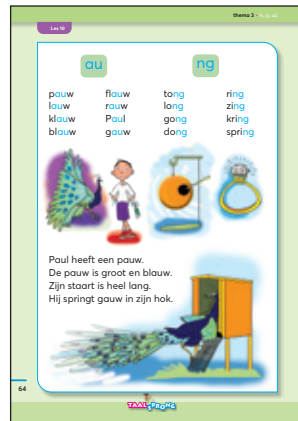 thema 3 -
Les 10
au ng
pauw flauw tong ring
lauw rauw long zing
klauw Paul gong kring
blauw gauw dong spring
Paul heeft een pauw.
De pauw is groot en blauw.
Zijn staart is heel lang.
Hij springt gauw in zijn hok.
64
TAALSPRONG